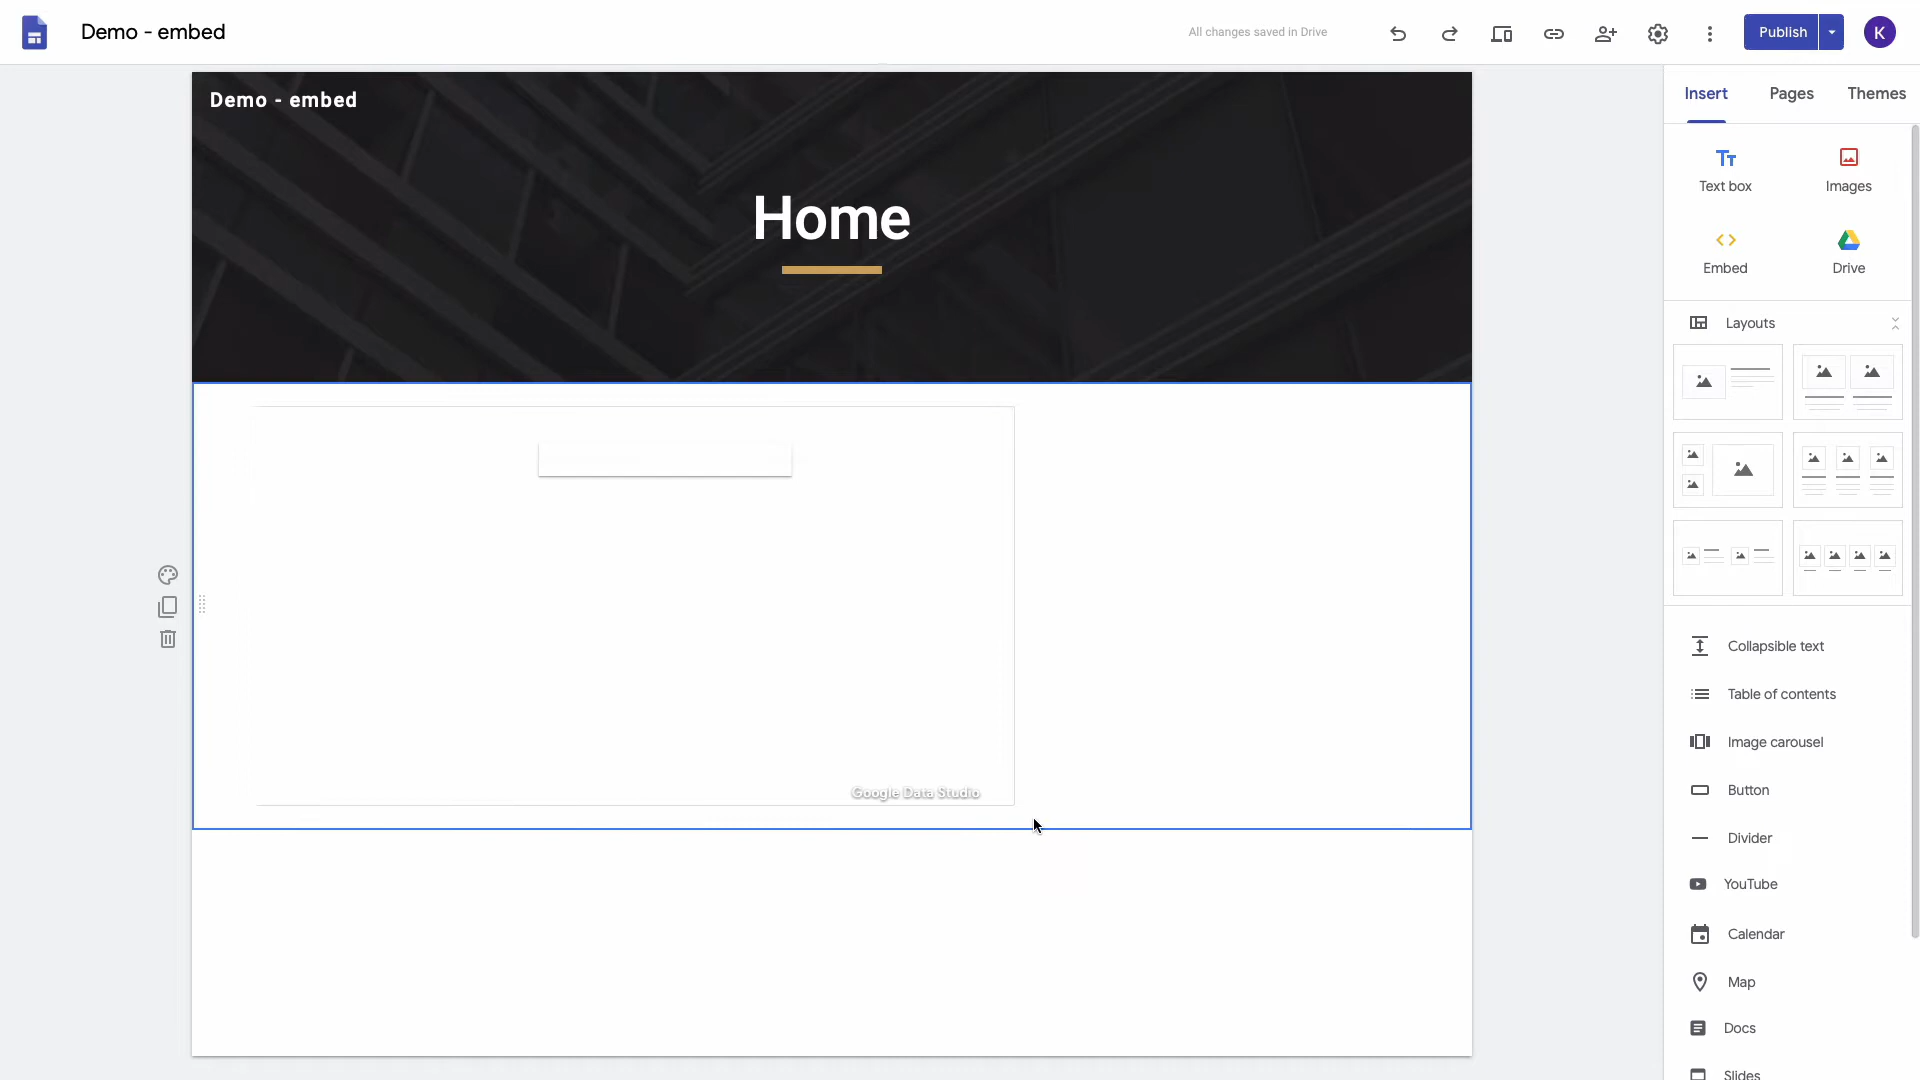 Demo - embed
All changes saved in Drive
Publish
K
Demo - embed
Home
Google Data Studio
Insert
Pages
Themes
Text box
Images
Embed
Drive
Layouts
Collapsible text
Table of contents
Image carousel
Button
Divider
YouTube
Calendar
Map
Docs
Slides